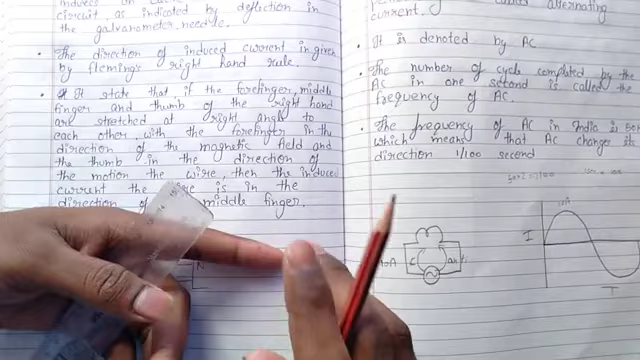 circuit, as indicated by deflection in
the galvanometer needle.
• The direction of induced current in given
by fleming's right hand rule.
• It state that, if the forefinger, middle
finger and thumb of the right hand
are stretched at right angle to
each other, with the forefinger in the
direction of the magnetic field and
the thumb in the direction of
the motion the wire, then the induced
current the wire is in the
direction of middle finger.
alternating
current.
• It is denoted by AC
• The number of cycle completed by the
AC in one second is called the
frequency of AC.
• The frequency of AC in India is 50
which means that AC changes its
direction 1/100 second
I
T